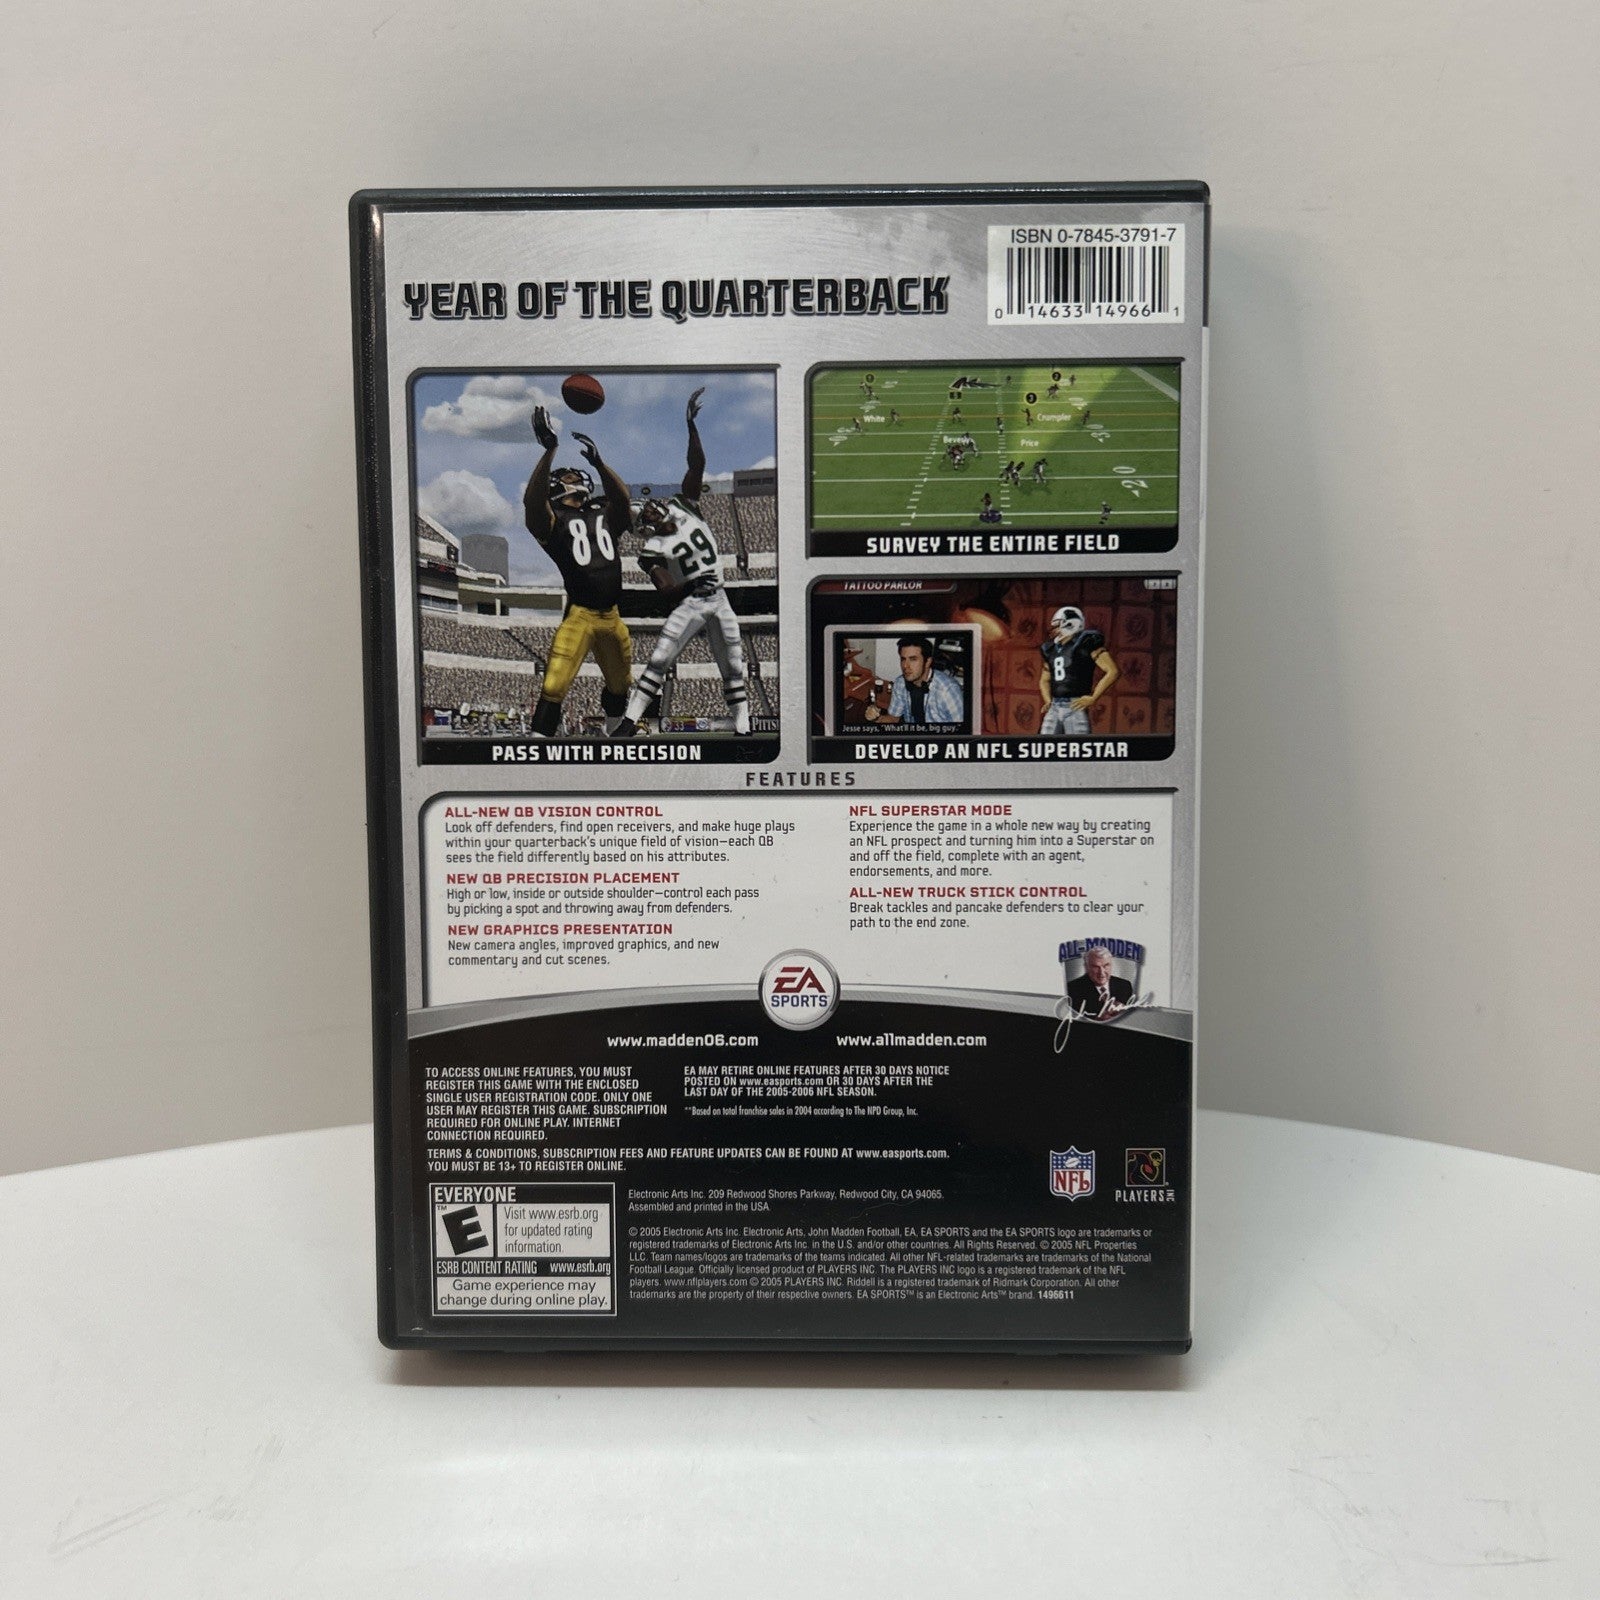 ISBN 0-7845-3791-7
0 14633 14966 1
YEAR OF THE QUARTERBACK
86
29
33
PITTS
PASS WITH PRECISION
1
2
3
White
Crumpler
Beverly
Price
20
SURVEY THE ENTIRE FIELD
TATTOO PARLOR
8
Jesse says, "What'll it be, big guy."
DEVELOP AN NFL SUPERSTAR
FEATURES
ALL-NEW QB VISION CONTROL
Look off defenders, find open receivers, and make huge plays
within your quarterback's unique field of vision—each QB
sees the field differently based on his attributes.
NEW QB PRECISION PLACEMENT
High or low, inside or outside shoulder—control each pass
by picking a spot and throwing away from defenders.
NEW GRAPHICS PRESENTATION
New camera angles, improved graphics, and new
commentary and cut scenes.
NFL SUPERSTAR MODE
Experience the game in a whole new way by creating
an NFL prospect and turning him into a Superstar on
and off the field, complete with an agent,
endorsements, and more.
ALL-NEW TRUCK STICK CONTROL
Break tackles and pancake defenders to clear your
path to the end zone.
ALL-MADDEN
John Madden
EA
SPORTS
www.madden06.com
www.allmadden.com
TO ACCESS ONLINE FEATURES, YOU MUST
REGISTER THIS GAME WITH THE ENCLOSED
SINGLE USER REGISTRATION CODE. ONLY ONE
USER MAY REGISTER THIS GAME. SUBSCRIPTION
REQUIRED FOR ONLINE PLAY. INTERNET
CONNECTION REQUIRED.
EA MAY RETIRE ONLINE FEATURES AFTER 30 DAYS NOTICE
POSTED ON www.easports.com OR 30 DAYS AFTER THE
LAST DAY OF THE 2005-2006 NFL SEASON.
**Based on total franchise sales in 2004 according to The NPD Group, Inc.
TERMS & CONDITIONS, SUBSCRIPTION FEES AND FEATURE UPDATES CAN BE FOUND AT www.easports.com.
YOU MUST BE 13+ TO REGISTER ONLINE.
NFL
PLAYERS INC
EVERYONE
E
™
Visit www.esrb.org
for updated rating
information.
ESRB CONTENT RATING www.esrb.org
Game experience may
change during online play.
Electronic Arts Inc. 209 Redwood Shores Parkway, Redwood City, CA 94065.
Assembled and printed in the USA
© 2005 Electronic Arts Inc. Electronic Arts, John Madden Football, EA, EA SPORTS and the EA SPORTS logo are trademarks or
registered trademarks of Electronic Arts Inc. in the U.S. and/or other countries. All Rights Reserved. © 2005 NFL Properties
LLC. Team names/logos are trademarks of the teams indicated. All other NFL-related trademarks are trademarks of the National
Football League. Officially licensed product of PLAYERS INC. The PLAYERS INC logo is a registered trademark of the NFL
players. www.nflplayers.com © 2005 PLAYERS INC. Riddell is a registered trademark of Ridmark Corporation. All other
trademarks are the property of their respective owners. EA SPORTS™ is an Electronic Arts™ brand. 1496611